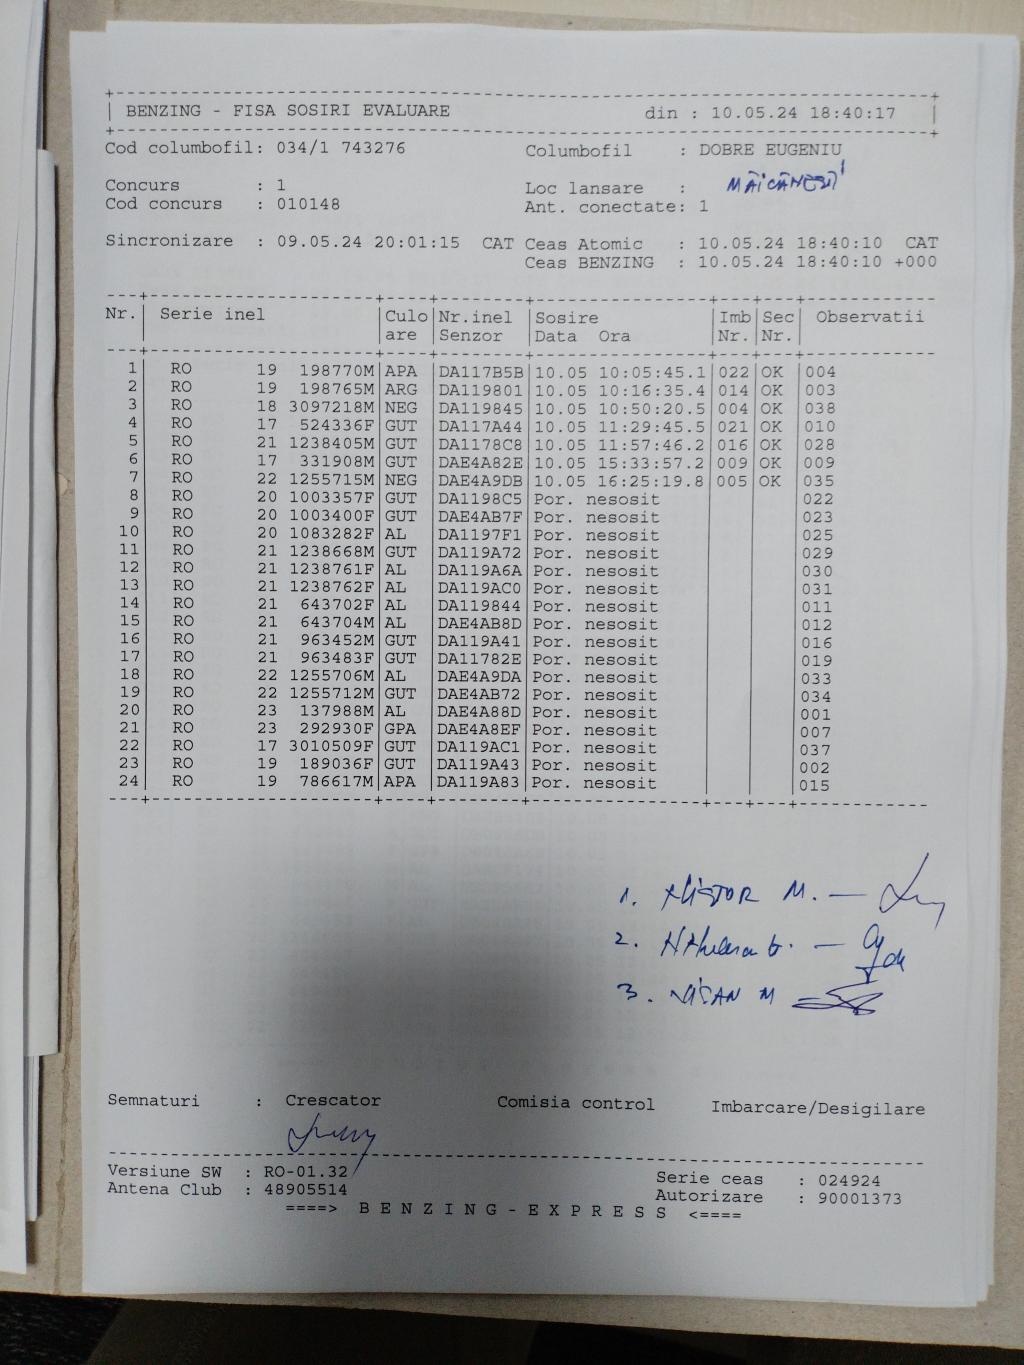 BENZING - FISA SOSIRI EVALUARE din : 10.05.24 18:40:17
Cod columbofil: 034/1 743276 Columbofil : DOBRE EUGENIU
Concurs : 1 Loc lansare : MĂICĂNEȘTI
Cod concurs : 010148 Ant. conectate: 1
Sincronizare : 09.05.24 20:01:15 CAT Ceas Atomic : 10.05.24 18:40:10 CAT
Ceas BENZING : 10.05.24 18:40:10 +000
Nr. Serie inel Culo Nr.inel Sosire Imb Sec Observatii
are Senzor Data Ora Nr. Nr.
1 RO 19 198770M APA DA117B5B 10.05 10:05:45.1 022 OK 004
2 RO 19 198765M ARG DA119801 10.05 10:16:35.4 014 OK 003
3 RO 18 3097218M NEG DA119845 10.05 10:50:20.5 004 OK 038
4 RO 17 524336F GUT DA117A44 10.05 11:29:45.5 021 OK 010
5 RO 21 1238405M GUT DA1178C8 10.05 11:57:46.2 016 OK 028
6 RO 17 331908M GUT DAE4A82E 10.05 15:33:57.2 009 OK 009
7 RO 22 1255715M NEG DAE4A9DB 10.05 16:25:19.8 005 OK 035
8 RO 20 1003357F GUT DA1198C5 Por. nesosit 022
9 RO 20 1003400F GUT DAE4AB7F Por. nesosit 023
10 RO 20 1083282F AL DA1197F1 Por. nesosit 025
11 RO 21 1238668M GUT DA119A72 Por. nesosit 029
12 RO 21 1238761F AL DA119A6A Por. nesosit 030
13 RO 21 1238762F AL DA119AC0 Por. nesosit 031
14 RO 21 643702F AL DA119844 Por. nesosit 011
15 RO 21 643704M AL DAE4AB8D Por. nesosit 012
16 RO 21 963452M GUT DA119A41 Por. nesosit 016
17 RO 21 963483F GUT DA11782E Por. nesosit 019
18 RO 22 1255706M AL DAE4A9DA Por. nesosit 033
19 RO 22 1255712M GUT DAE4AB72 Por. nesosit 034
20 RO 23 137988M AL DAE4A88D Por. nesosit 001
21 RO 23 292930F GPA DAE4A8EF Por. nesosit 007
22 RO 17 3010509F GUT DA119AC1 Por. nesosit 037
23 RO 19 189036F GUT DA119A43 Por. nesosit 002
24 RO 19 786617M APA DA119A83 Por. nesosit 015
1. NISTOR M. —
2. —
3. NISAN M
Semnaturi : Crescator Comisia control Imbarcare/Desigilare
Versiune SW : RO-01.32 Serie ceas : 024924
Antena Club : 48905514 Autorizare : 90001373
====> B E N Z I N G - E X P R E S S <====